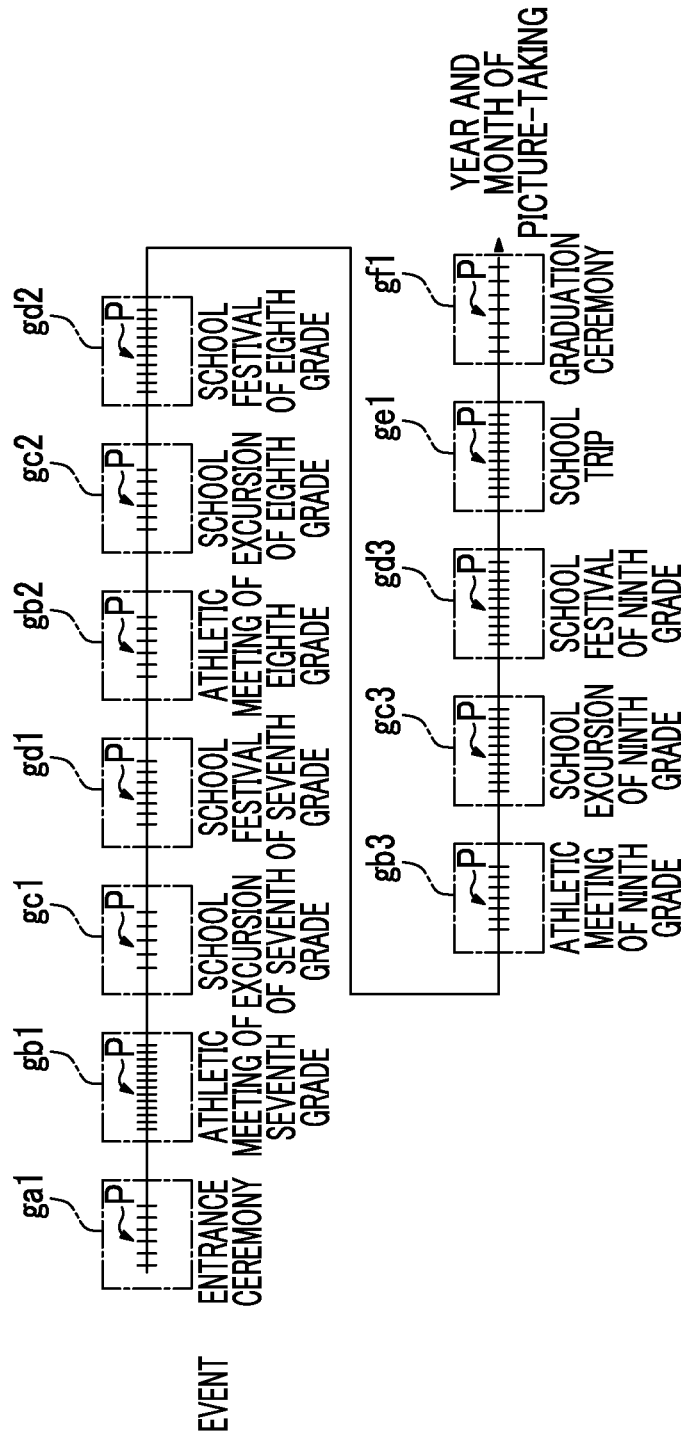 ga1
gb1
gc1
gd1
gb2
gc2
gd2
P
P
P
P
P
P
P
EVENT
ENTRANCE
CEREMONY
ATHLETIC
MEETING OF
SEVENTH
GRADE
SCHOOL
EXCURSION
OF SEVENTH
GRADE
SCHOOL
FESTIVAL
OF SEVENTH
GRADE
ATHLETIC
MEETING OF
EIGHTH
GRADE
SCHOOL
EXCURSION
OF EIGHTH
GRADE
SCHOOL
FESTIVAL
OF EIGHTH
GRADE
gb3
gc3
gd3
ge1
gf1
P
P
P
P
P
YEAR AND
MONTH OF
PICTURE-TAKING
ATHLETIC
MEETING
OF NINTH
GRADE
SCHOOL
EXCURSION
OF NINTH
GRADE
SCHOOL
FESTIVAL
OF NINTH
GRADE
SCHOOL
TRIP
GRADUATION
CEREMONY